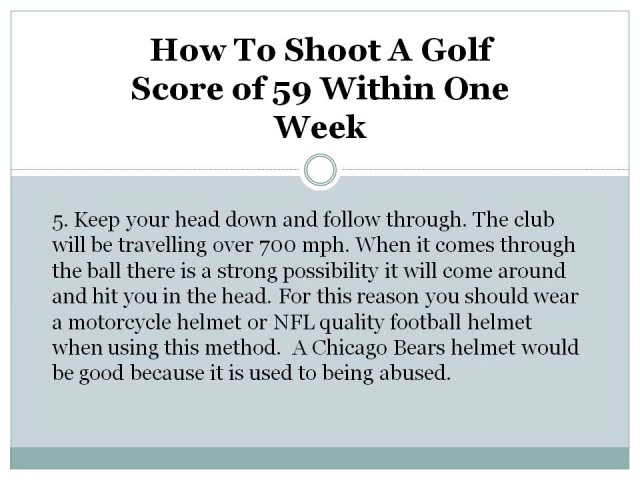 How To Shoot A Golf
Score of 59 Within One
Week
5. Keep your head down and follow through. The club
will be travelling over 700 mph. When it comes through
the ball there is a strong possibility it will come around
and hit you in the head. For this reason you should wear
a motorcycle helmet or NFL quality football helmet
when using this method.  A Chicago Bears helmet would
be good because it is used to being abused.